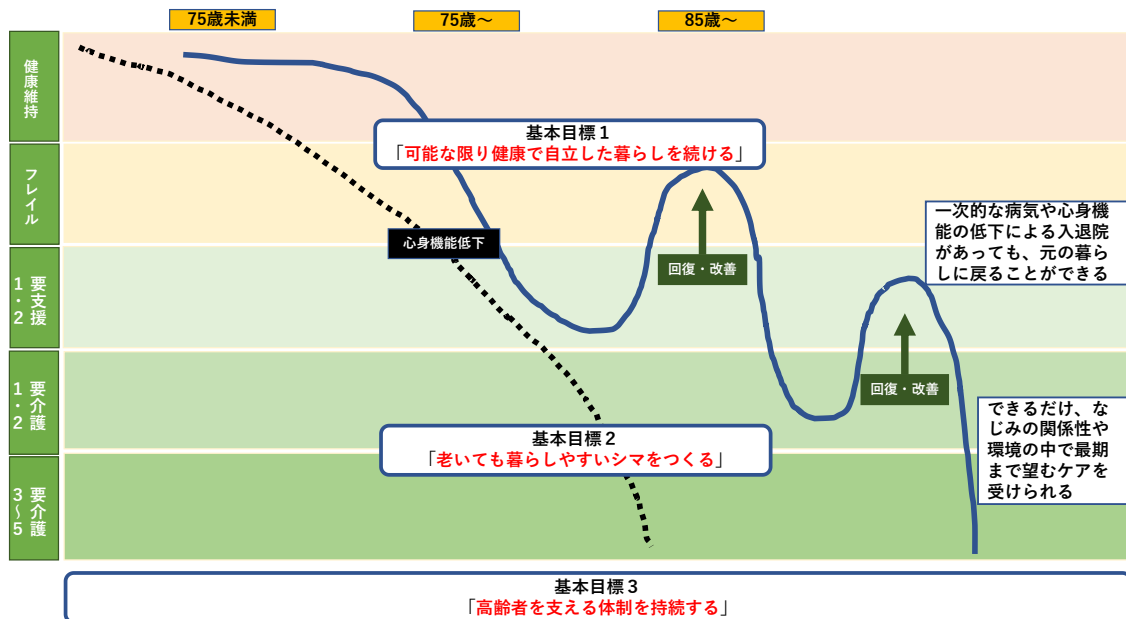 75歳未満
75歳～
85歳～
健康維持
フレイル
要支援
1・2
要介護
1・2
要介護
3～5
基本目標１
「可能な限り健康で自立した暮らしを続ける」
心身機能低下
回復・改善
一次的な病気や心身機
能の低下による入退院
があっても、元の暮ら
しに戻ることができる
回復・改善
できるだけ、な
じみの関係性や
環境の中で最期
まで望むケアを
受けられる
基本目標２
「老いても暮らしやすいシマをつくる」
基本目標３
「高齢者を支える体制を持続する」